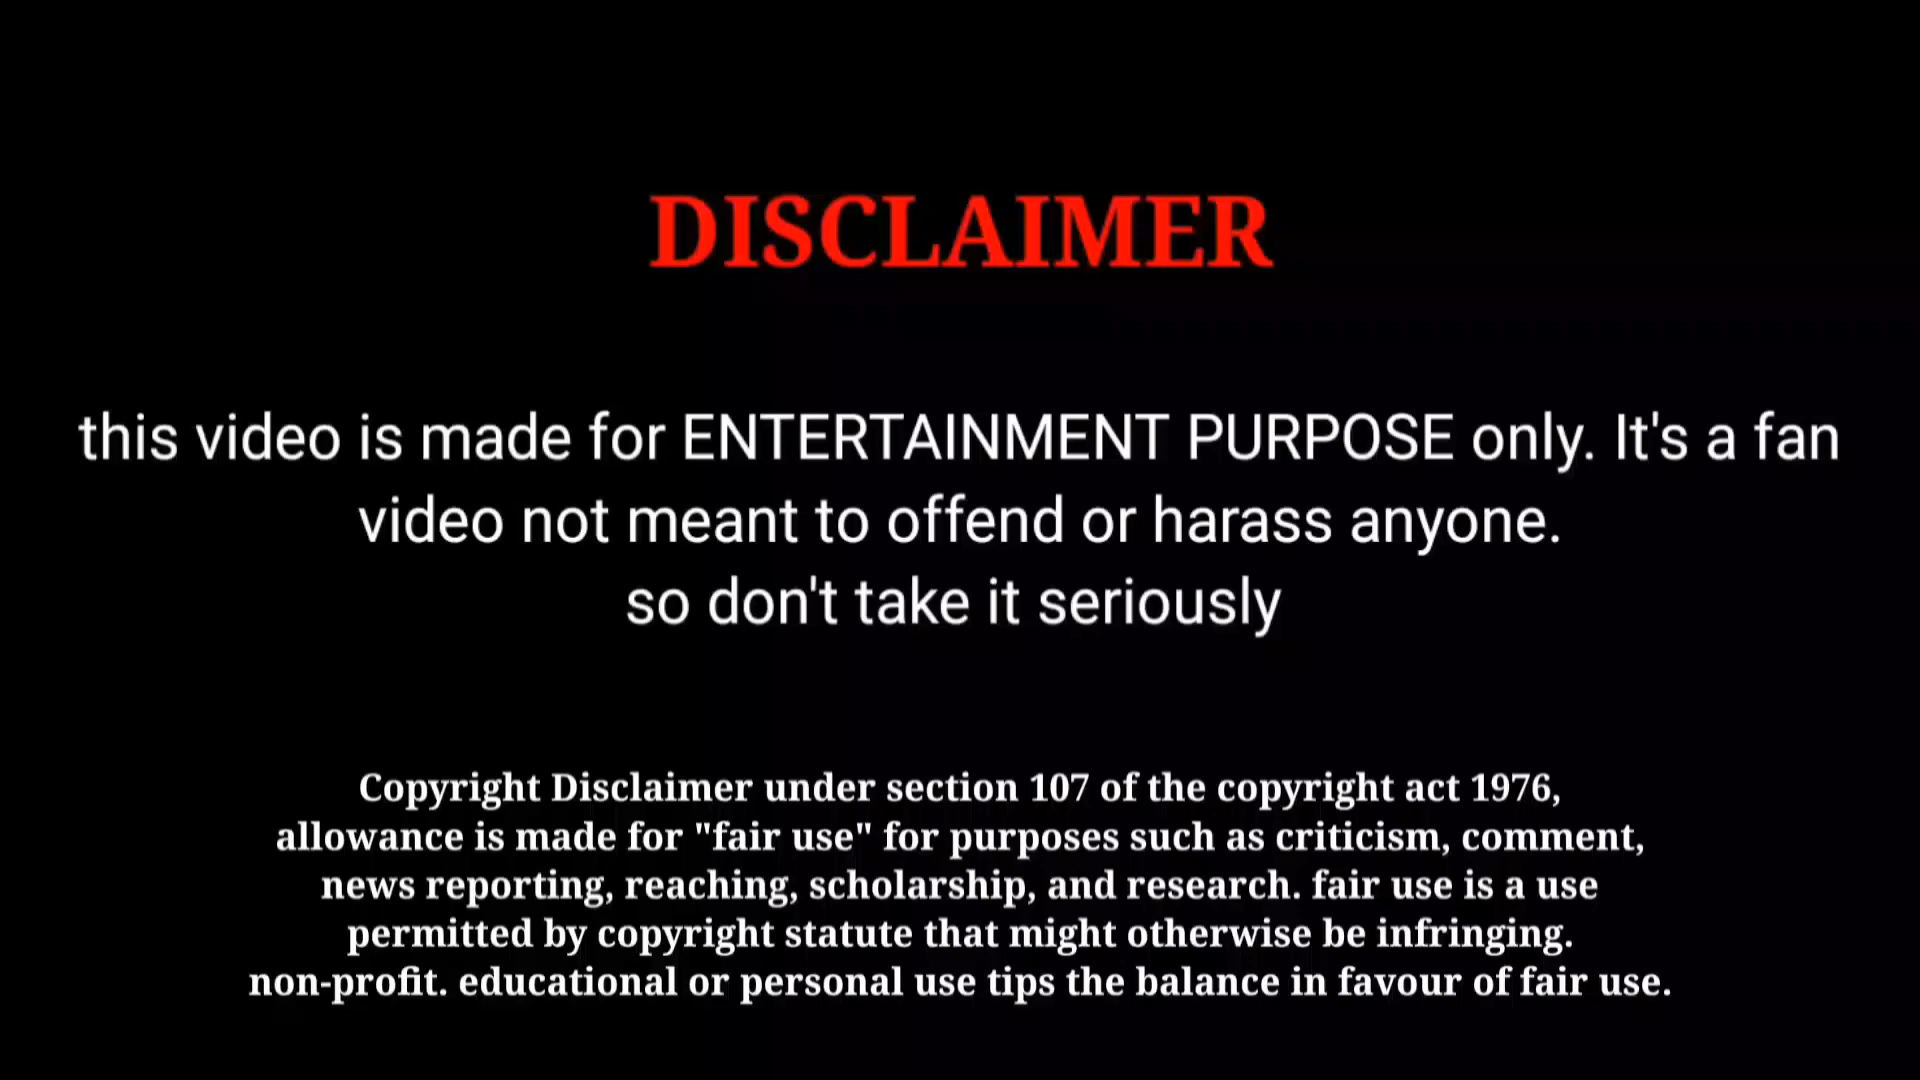 DISCLAIMER
this video is made for ENTERTAINMENT PURPOSE only. It's a fan
video not meant to offend or harass anyone.
so don't take it seriously
Copyright Disclaimer under section 107 of the copyright act 1976,
allowance is made for "fair use" for purposes such as criticism, comment,
news reporting, reaching, scholarship, and research. fair use is a use
permitted by copyright statute that might otherwise be infringing.
non-profit. educational or personal use tips the balance in favour of fair use.